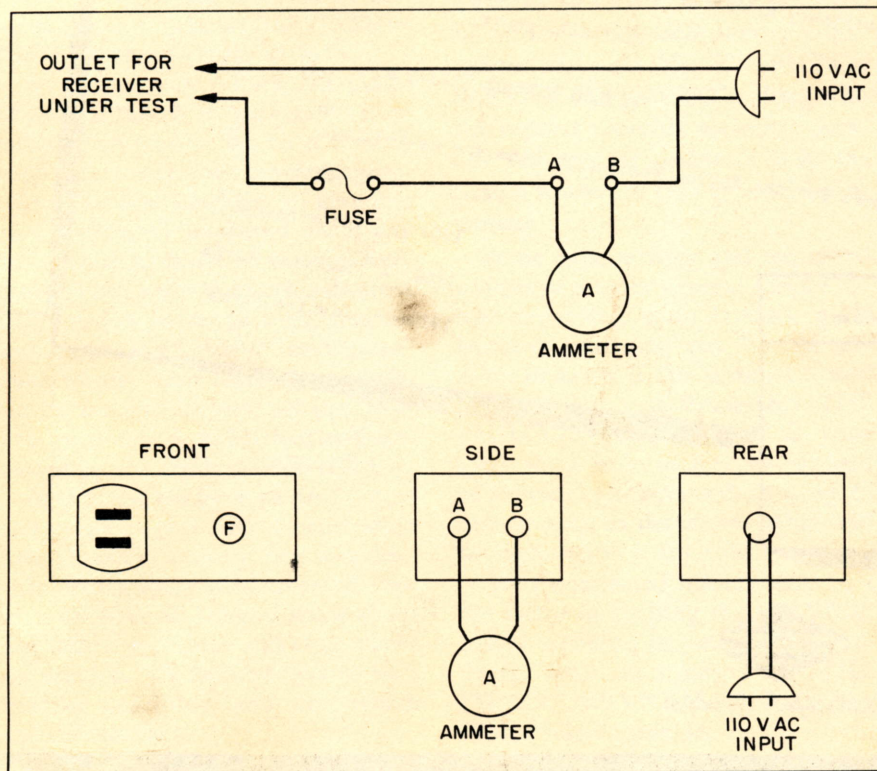 OUTLET FOR
RECEIVER
UNDER TEST
110 VAC
INPUT
A
B
FUSE
A
AMMETER
FRONT
SIDE
REAR
F
A
B
A
AMMETER
110 V AC
INPUT